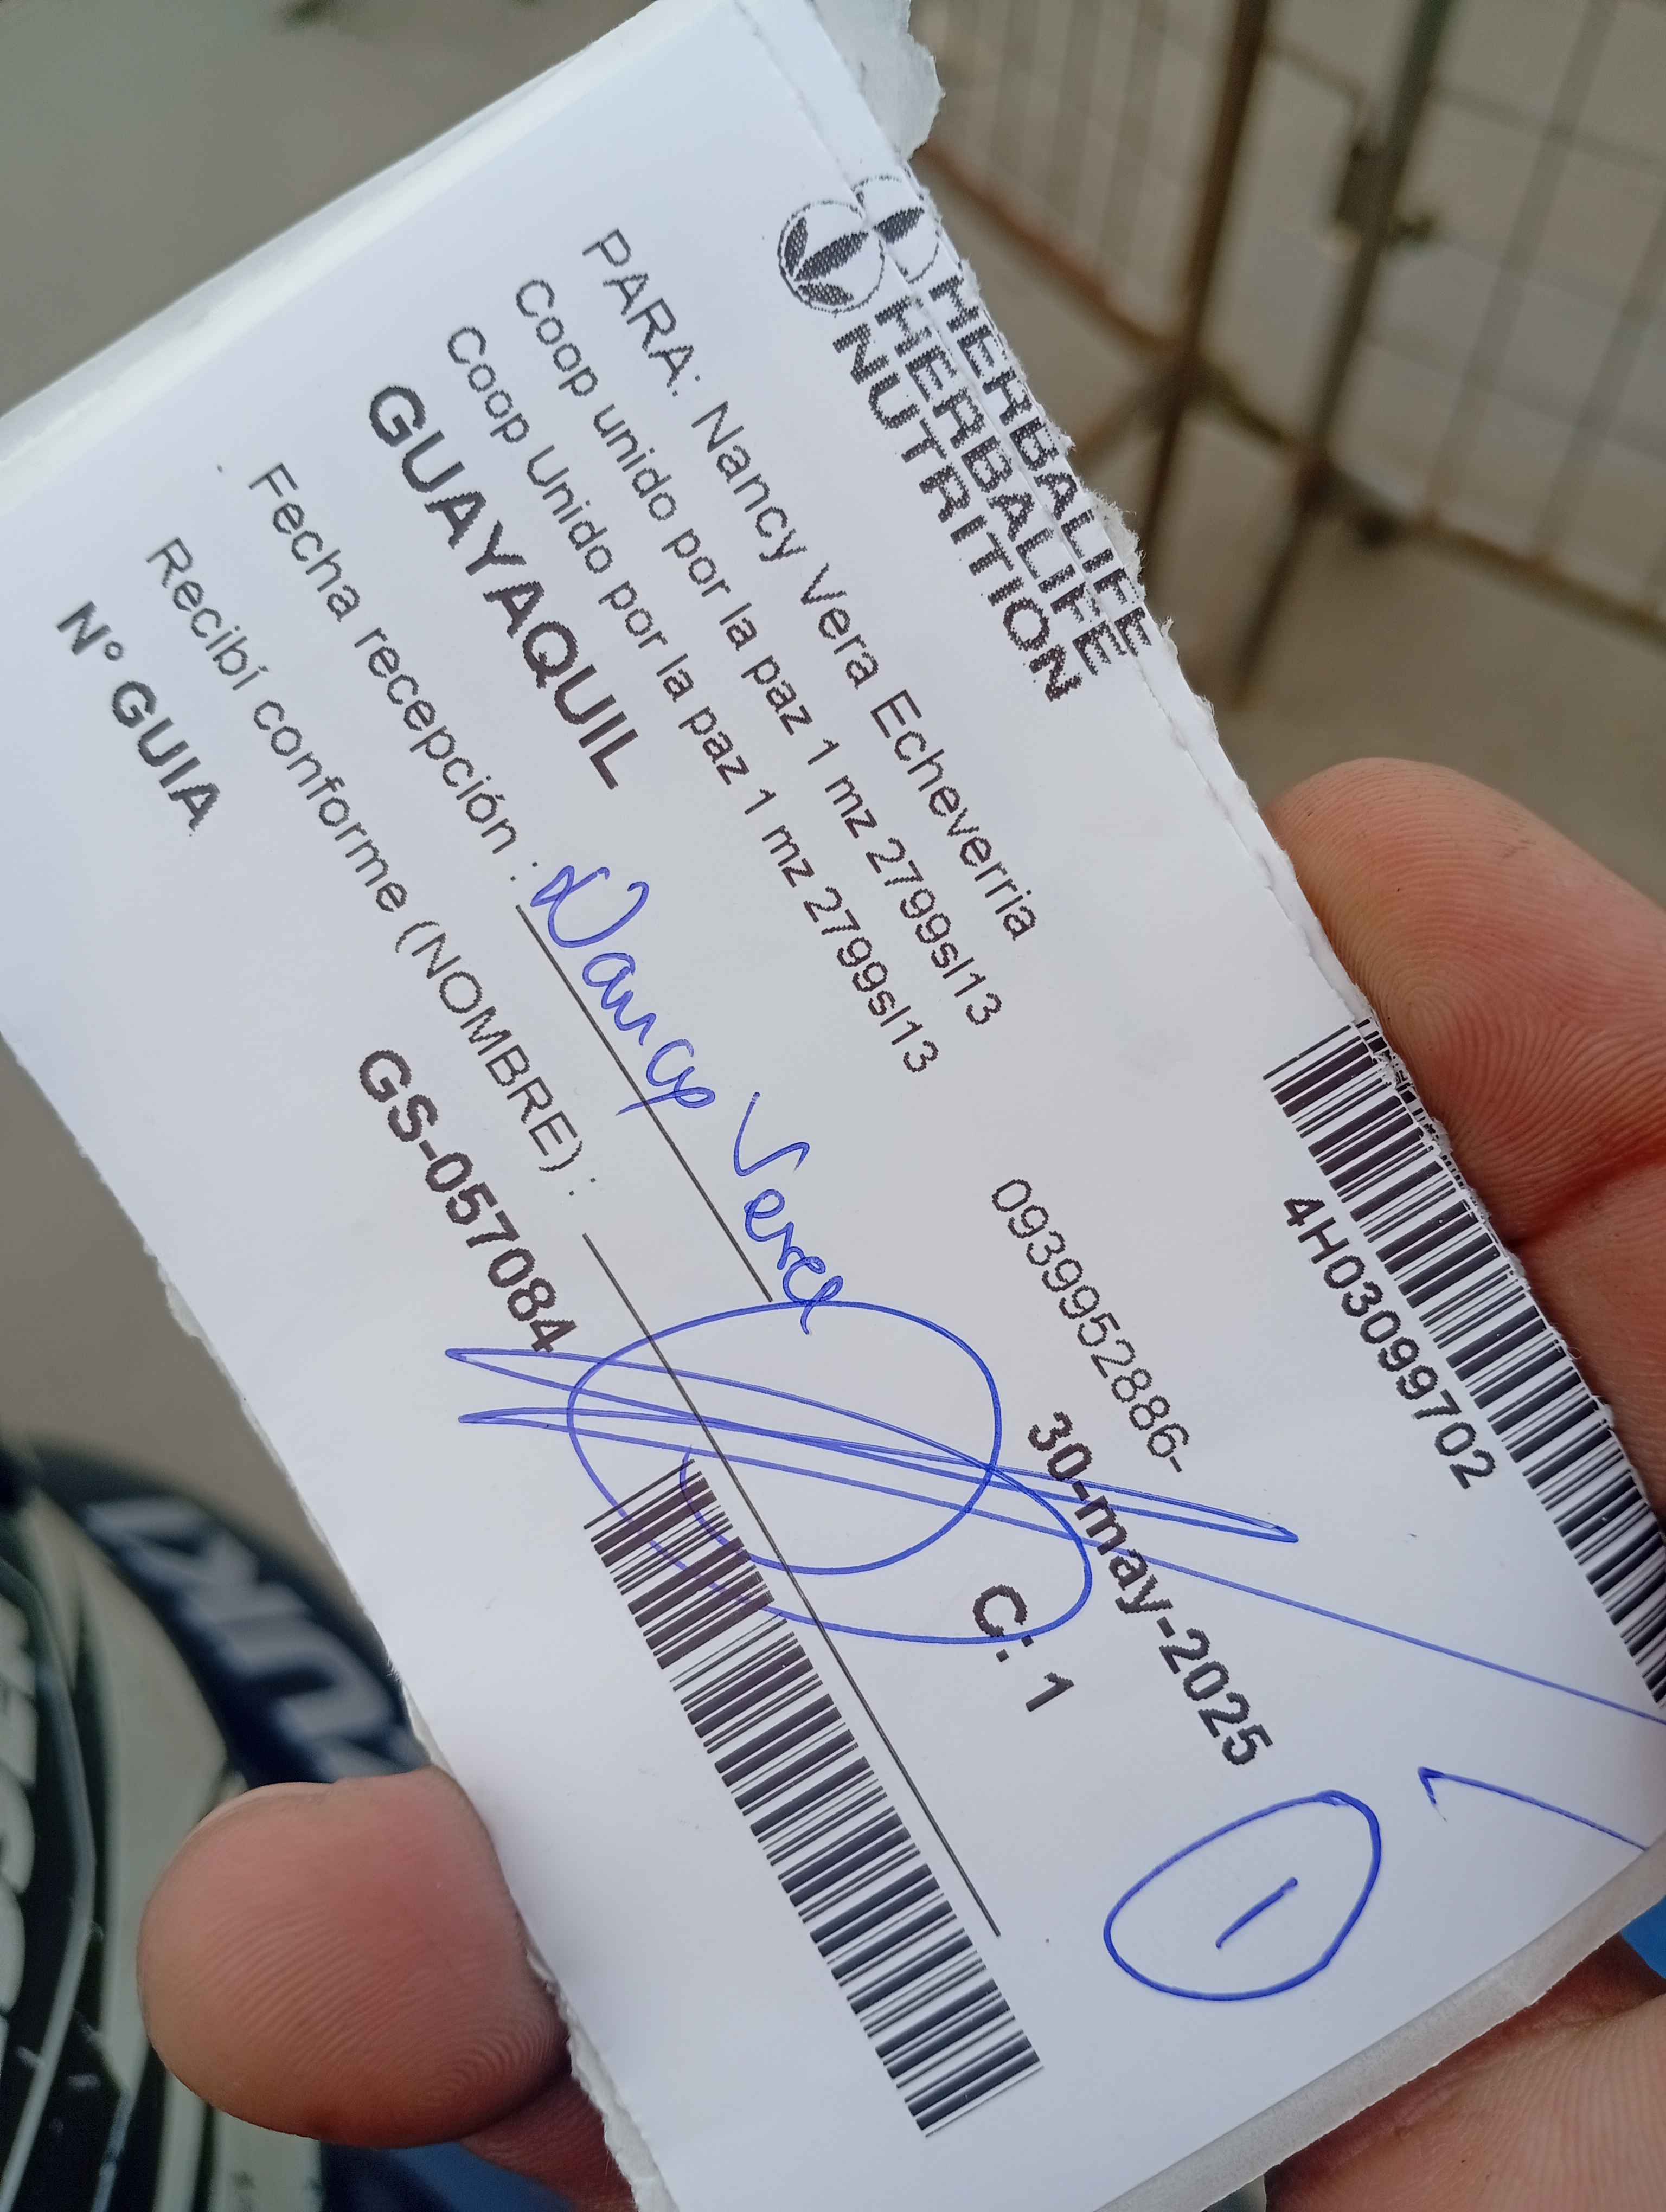 HERBALIFE
HERBALIFE
NUTRITION
4H03099702
PARA: Nancy Vera Echeverria
Coop unido por la paz 1 mz 2799sl13
Coop Unido por la paz 1 mz 2799sl13
0939952886-
GUAYAQUIL
30-may-2025
1
C: 1
Fecha recepción : Nancy Vera
Recibí conforme (NOMBRE) :
Nº GUIA
GS-057084